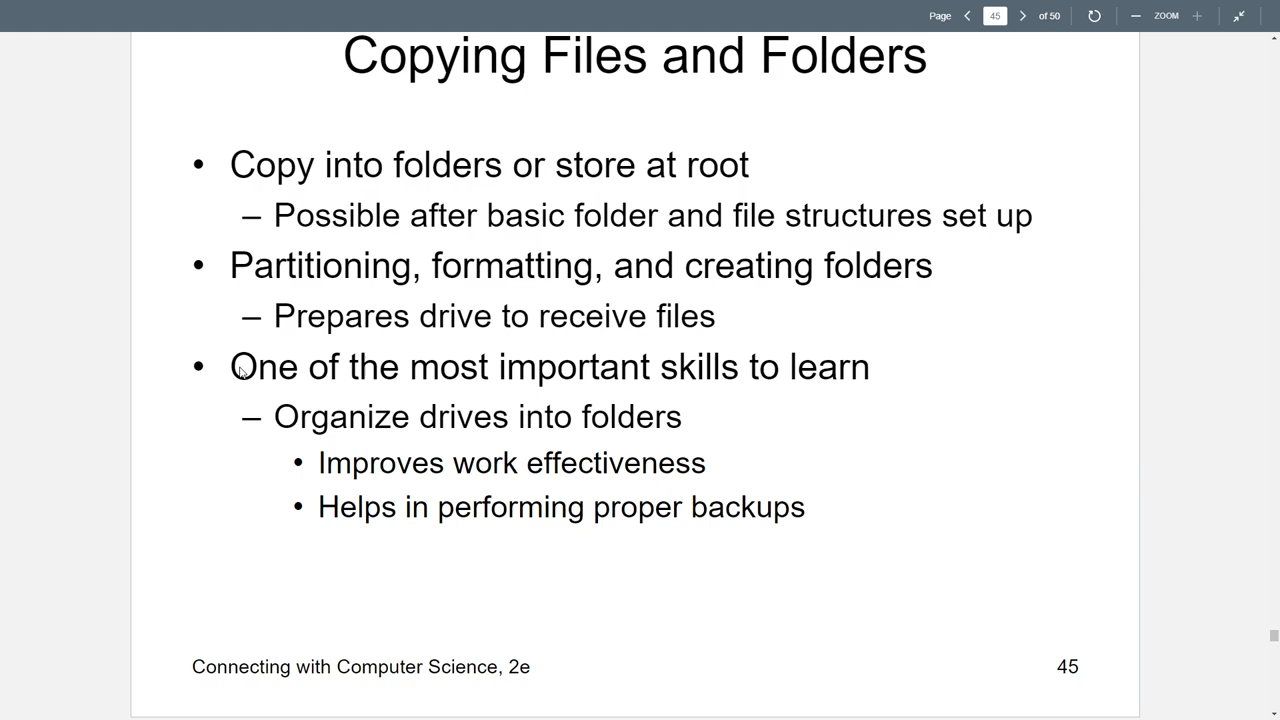 Page 45 of 50 ZOOM
Copying Files and Folders
• Copy into folders or store at root
– Possible after basic folder and file structures set up
• Partitioning, formatting, and creating folders
– Prepares drive to receive files
• One of the most important skills to learn
– Organize drives into folders
• Improves work effectiveness
• Helps in performing proper backups
Connecting with Computer Science, 2e 45